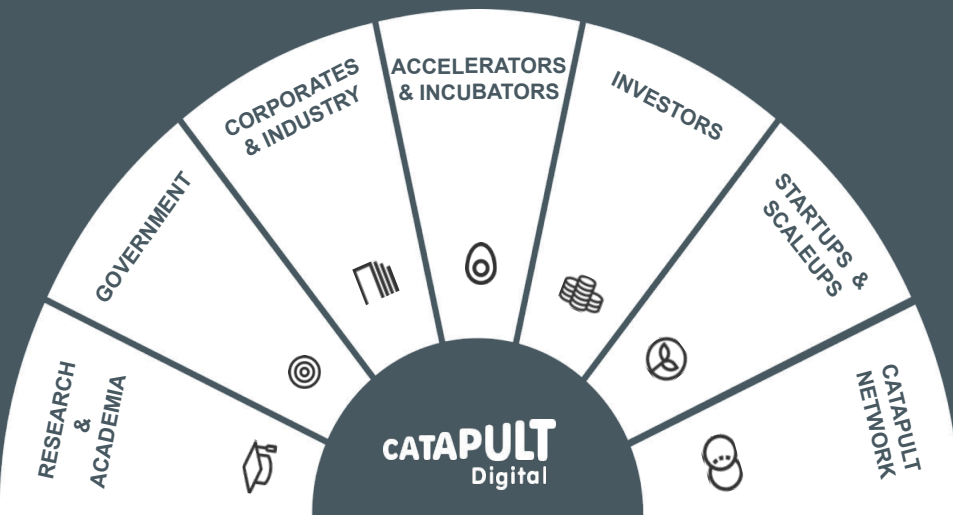 RESEARCH
&
ACADEMIA
GOVERNMENT
CORPORATES
& INDUSTRY
ACCELERATORS
& INCUBATORS
INVESTORS
STARTUPS &
SCALEUPS
CATAPULT
NETWORK
CATAPULT
Digital